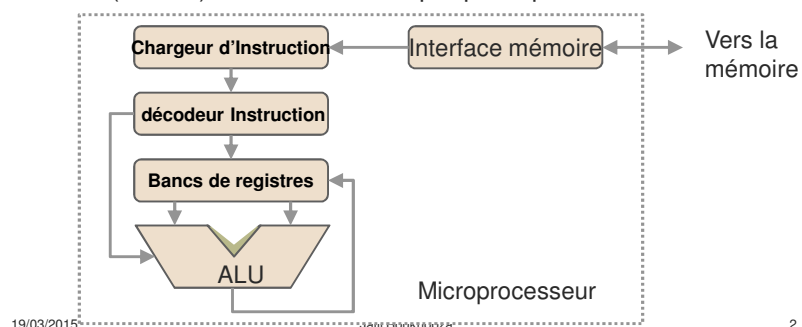 Chargeur d'Instruction
Interface mémoire
Vers la
mémoire
décodeur Instruction
Bancs de registres
ALU
Microprocesseur
19/03/2015
2